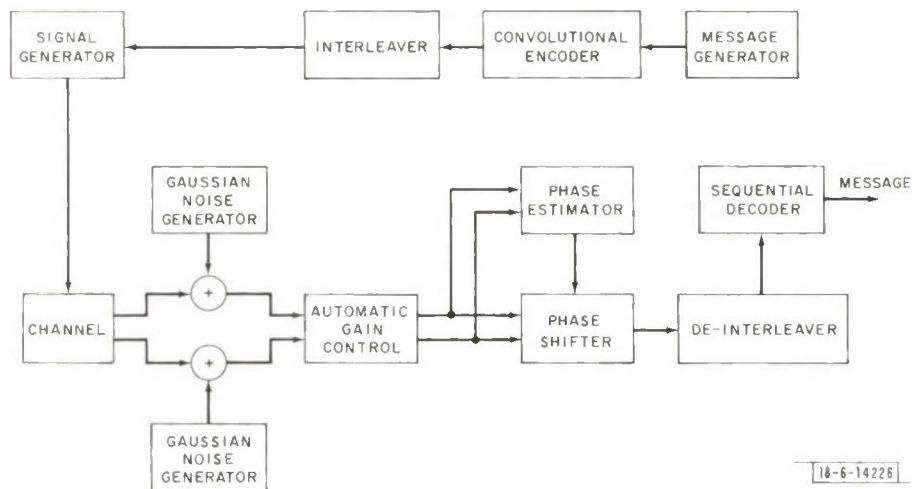 SIGNAL
GENERATOR
INTERLEAVER
CONVOLUTIONAL
ENCODER
MESSAGE
GENERATOR
GAUSSIAN
NOISE
GENERATOR
PHASE
ESTIMATOR
SEQUENTIAL
DECODER
MESSAGE
+
CHANNEL
AUTOMATIC
GAIN
CONTROL
PHASE
SHIFTER
DE-INTERLEAVER
+
GAUSSIAN
NOISE
GENERATOR
18-6-14226